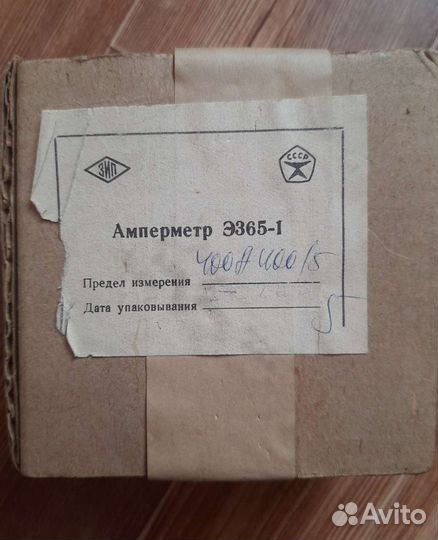 ЗИП
СССР
Амперметр Э365-1
400А 400/5
Предел измерения
Дата упаковывания
Avito